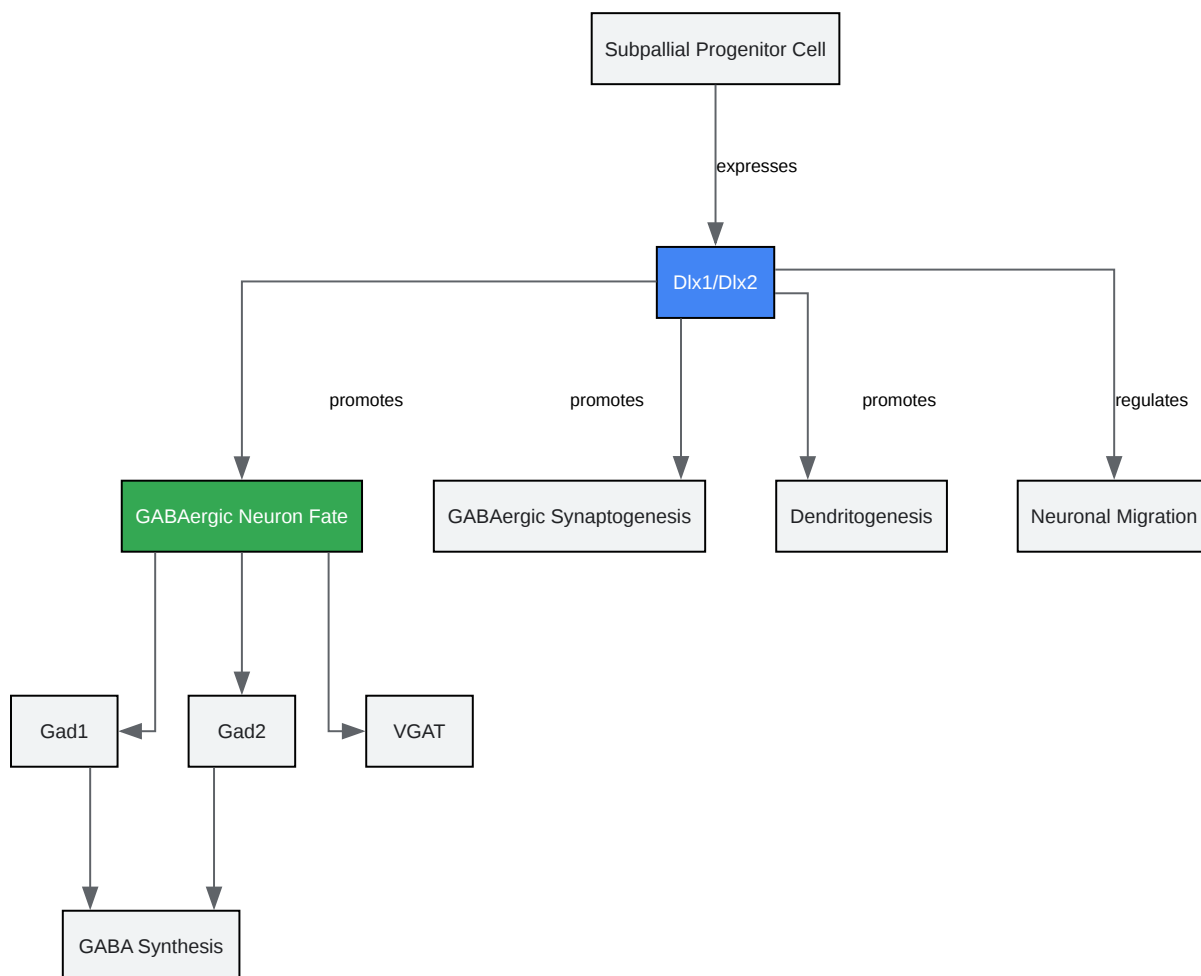 Subpallial Progenitor Cell
expresses
Dlx1/Dlx2
promotes
promotes
promotes
regulates
GABAergic Neuron Fate
GABAergic Synaptogenesis
Dendritogenesis
Neuronal Migration
Gad1
Gad2
VGAT
GABA Synthesis